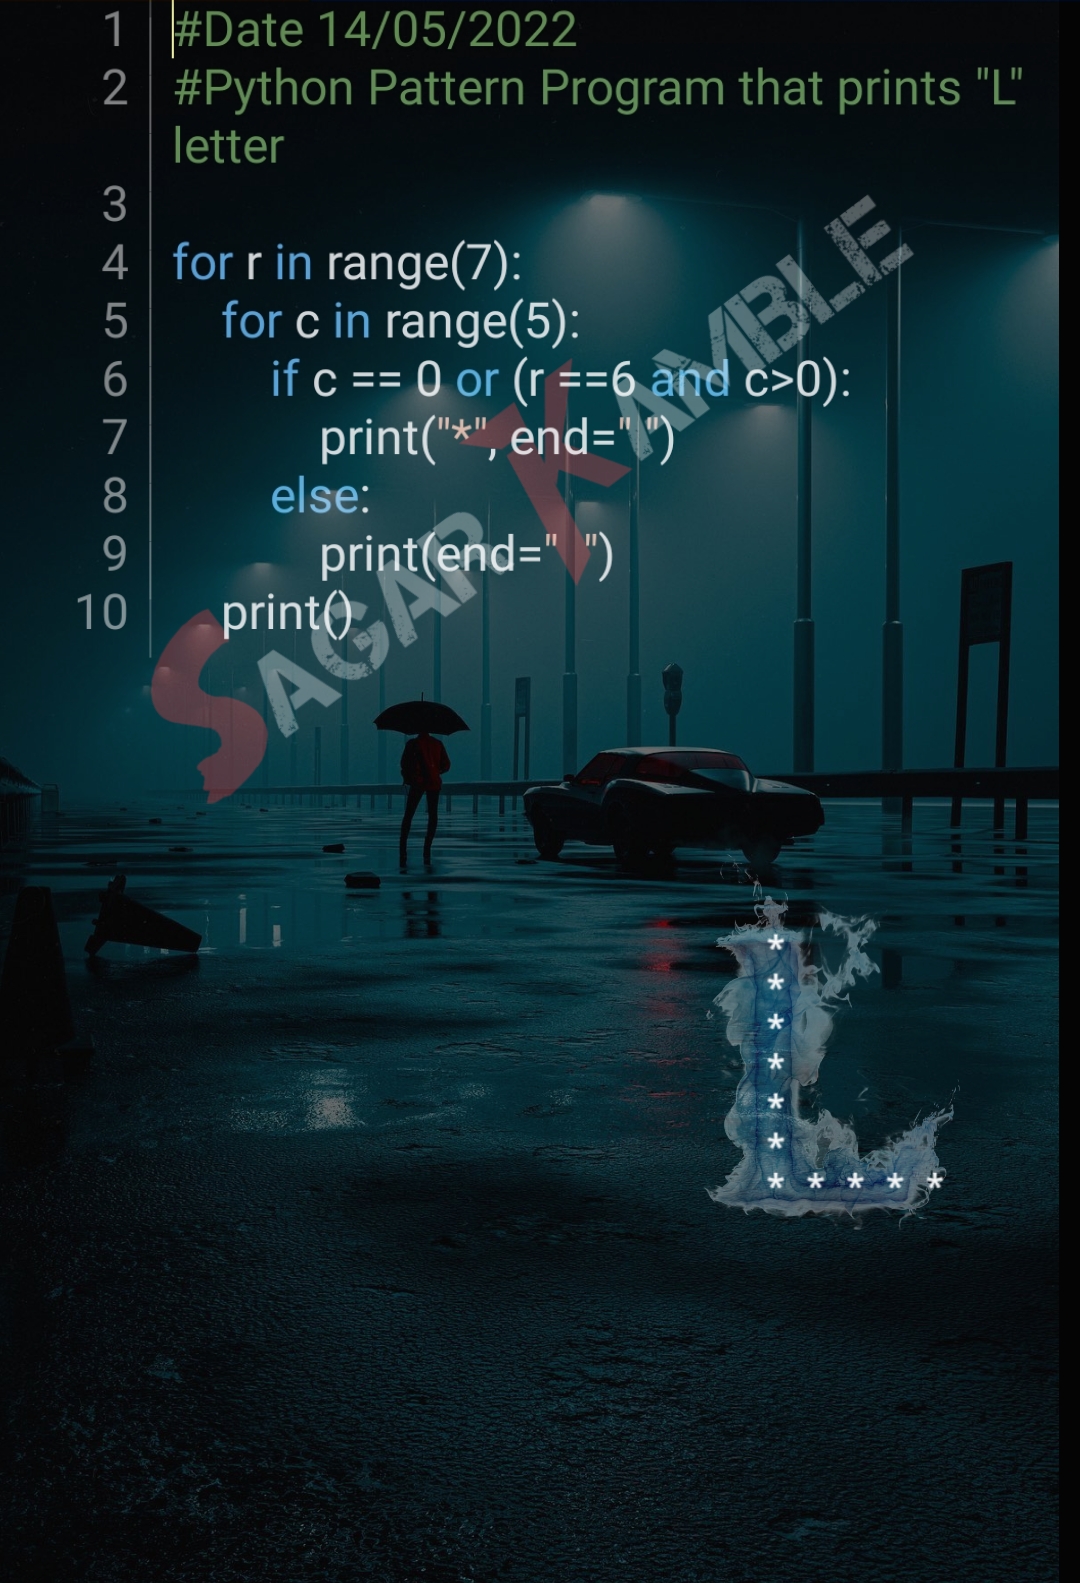 1 #Date 14/05/2022
2 #Python Pattern Program that prints "L"
letter
3
4 for r in range(7):
5 for c in range(5):
6 if c == 0 or (r ==6 and c>0):
7 print("*", end=" ")
8 else:
9 print(end="  ")
10 print()
SAGAR KAMBLE
*
*
*
*
*
*
* * * * *